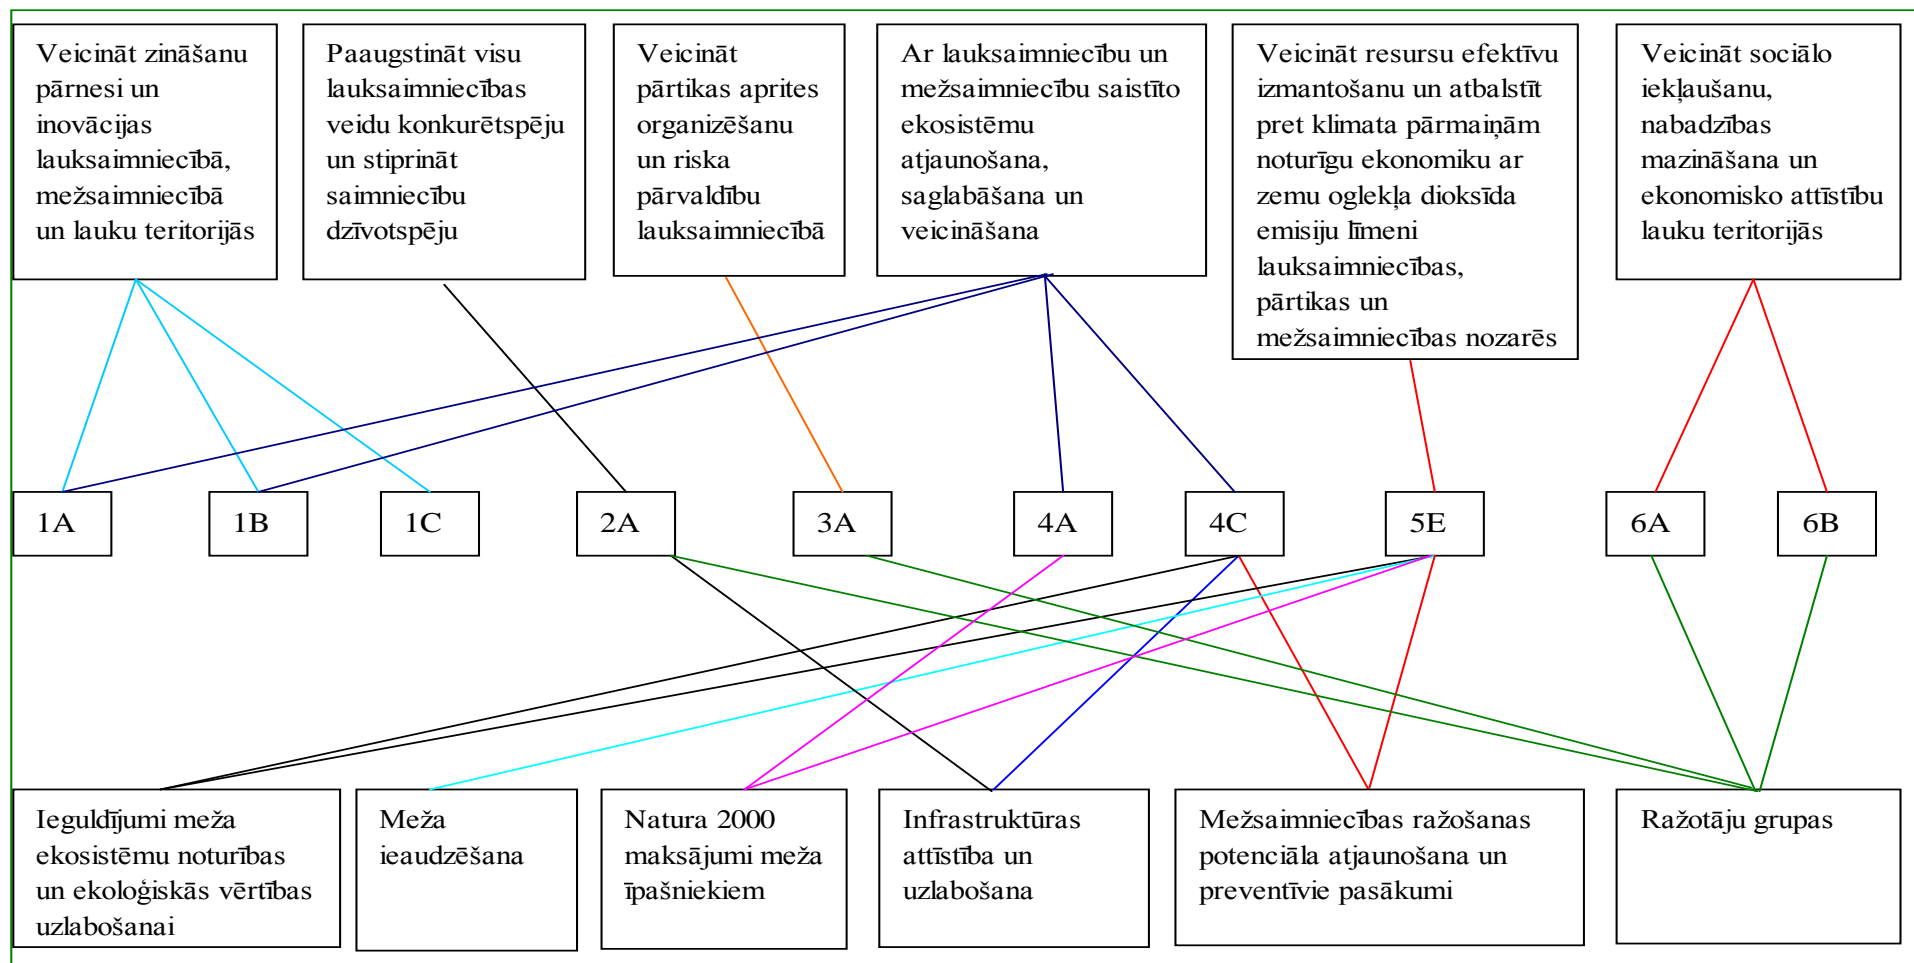 Veicināt zināšanu
pārnesi un
inovācijas
lauksaimniecībā,
mežsaimniecībā
un lauku teritorijās
Paaugstināt visu
lauksaimniecības
veidu konkurētspēju
un stiprināt
saimniecību
dzīvotspēju
Veicināt
pārtikas aprites
organizēšanu
un riska
pārvaldību
lauksaimniecībā
Ar lauksaimniecību un
mežsaimniecību saistīto
ekosistēmu
atjaunošana,
saglabāšana un
veicināšana
Veicināt resursu efektīvu
izmantošanu un atbalstīt
pret klimata pārmaiņām
noturīgu ekonomiku ar
zemu oglekļa dioksīda
emisiju līmeni
lauksaimniecības,
pārtikas un
mežsaimniecības nozarēs
Veicināt sociālo
iekļaušanu,
nabadzības
mazināšana un
ekonomisko attīstību
lauku teritorijās
1A
1B
1C
2A
3A
4A
4C
5E
6A
6B
Ieguldījumi meža
ekosistēmu noturības
un ekoloģiskās vērtības
uzlabošanai
Meža
ieaudzēšana
Natura 2000
maksājumi meža
īpašniekiem
Infrastruktūras
attīstība un
uzlabošana
Mežsaimniecības ražošanas
potenciāla atjaunošana un
preventīvie pasākumi
Ražotāju grupas